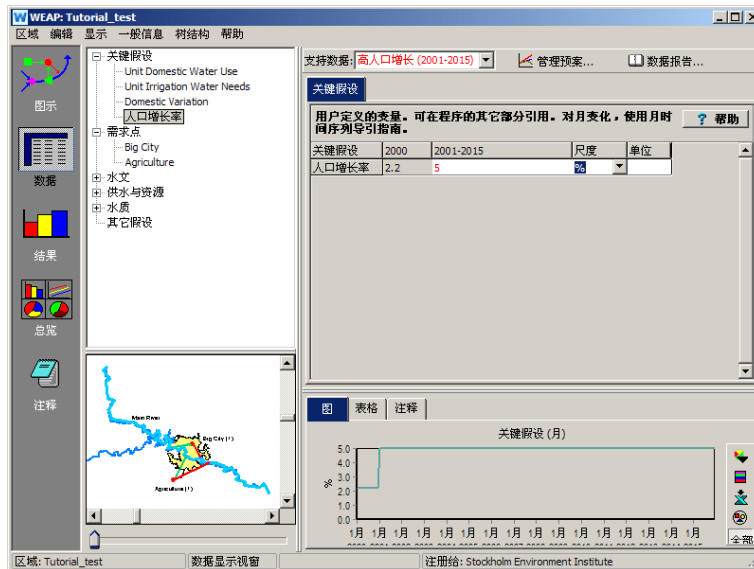 WEAP: Tutorial_test
区域 编辑 显示 一般信息 树结构 帮助
图示
数据
结果
总览
注释
关键假设
Unit Domestic Water Use
Unit Irrigation Water Needs
Domestic Variation
人口增长率
需求点
Big City
Agriculture
水文
供水与资源
水质
其它假设
Main River
Big City (1)
Agriculture (1)
支持数据: 高人口增长 (2001-2015) 管理预案... 数据报告...
关键假设
用户定义的变量。可在程序的其它部分引用。对月变化，使用月时
间序列导引指南。
? 帮助
关键假设 2000 2001-2015 尺度 单位
人口增长率 2.2 5 %
图 表格 注释
关键假设 (月)
5.0
4.0
3.0
2.0
1.0
0.0
%
1月 1月 1月 1月 1月 1月 1月 1月 1月 1月 1月 1月 1月 1月 1月 1月
全部
区域: Tutorial_test 数据显示视窗 注册给: Stockholm Environment Institute